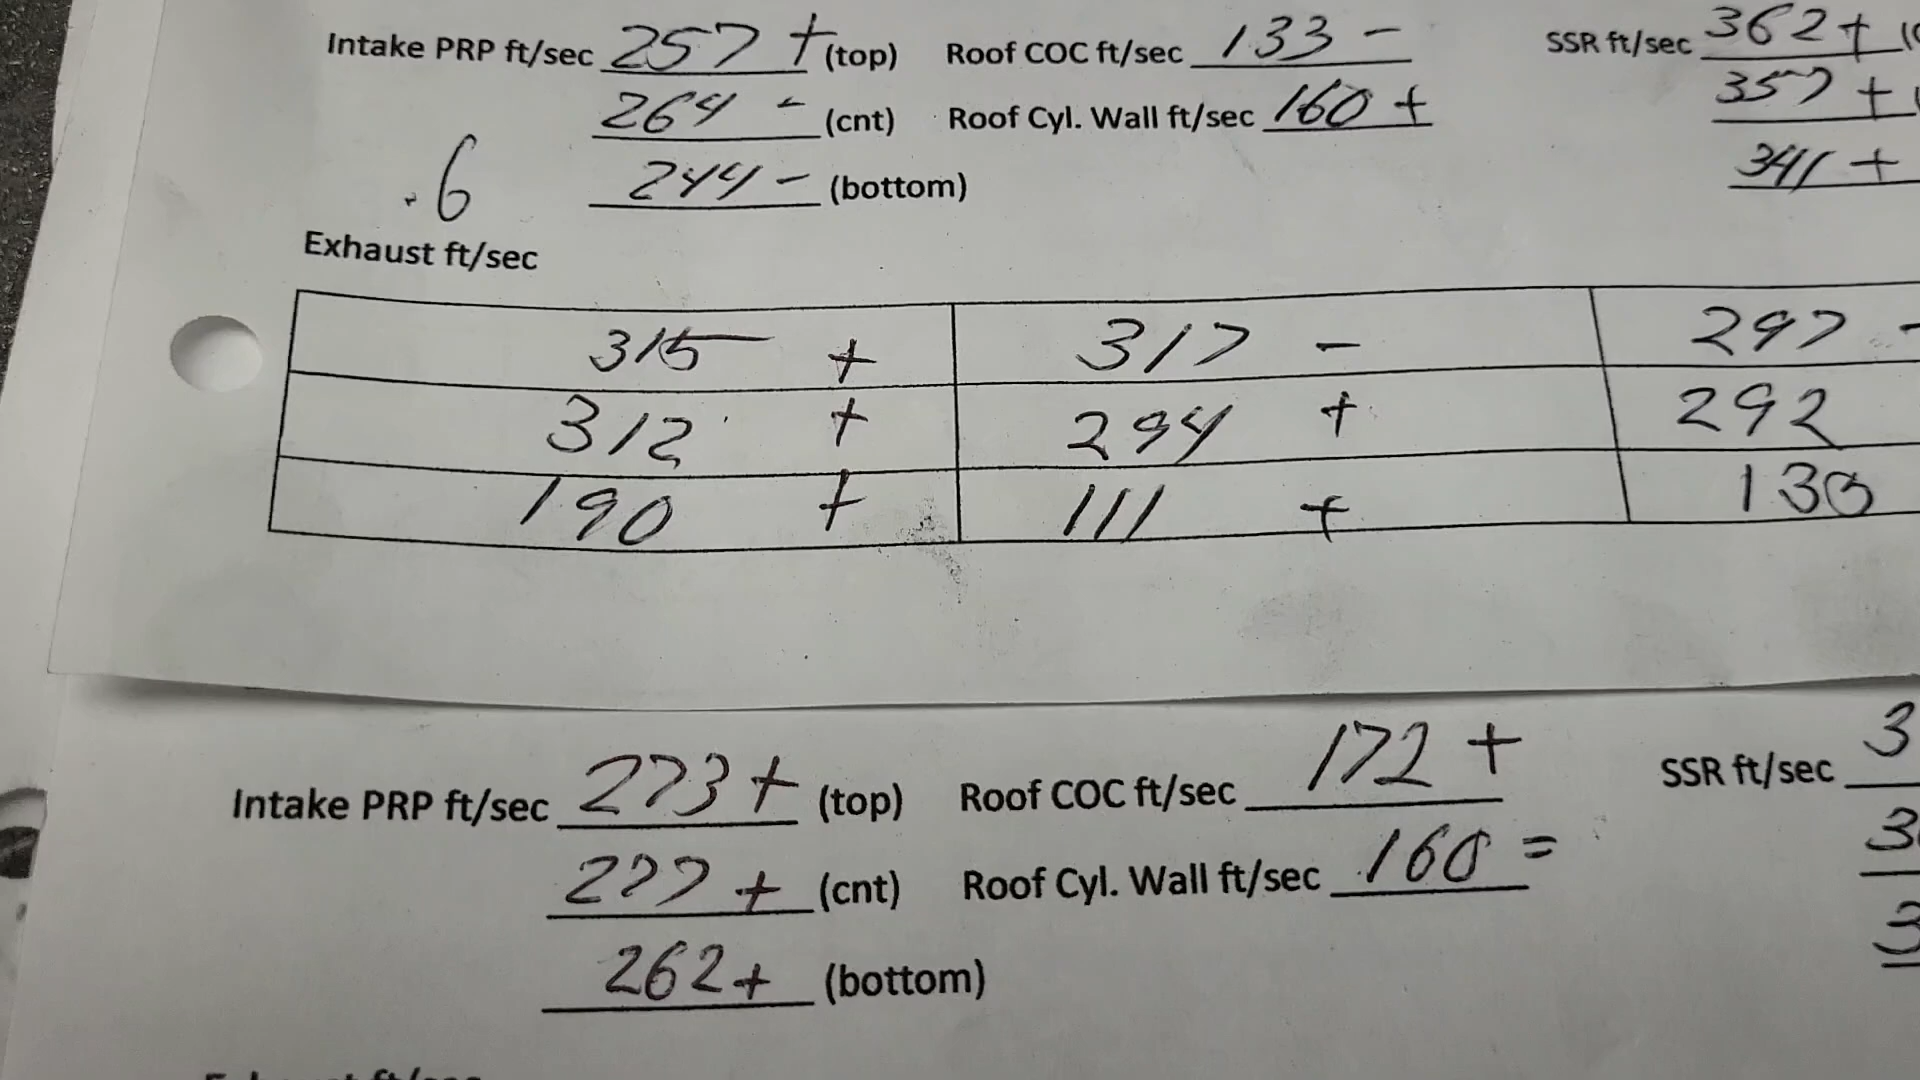 Intake PRP ft/sec 257 + (top) Roof COC ft/sec 133 - SSR ft/sec 362 +
264 - (cnt) Roof Cyl. Wall ft/sec 160 + 357 +
244 - (bottom) 341 +
.6
Exhaust ft/sec
315 + 317 - 297 -
312 + 294 + 292
190 + 111 + 130
Intake PRP ft/sec 273 + (top) Roof COC ft/sec 172 + SSR ft/sec 3
277 + (cnt) Roof Cyl. Wall ft/sec 160 = 3
262 + (bottom) 3